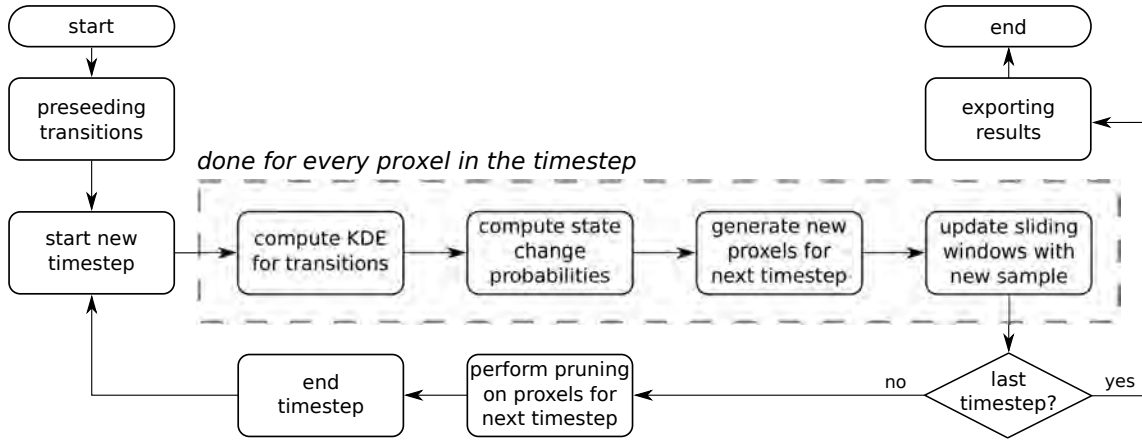 start
end
preseeding
transitions
exporting
results
done for every proxel in the timestep
start new
timestep
compute KDE
for transitions
compute state
change
probabilities
generate new
proxels for
next timestep
update sliding
windows with
new sample
end
timestep
perform pruning
on proxels for
next timestep
no
last
timestep?
yes